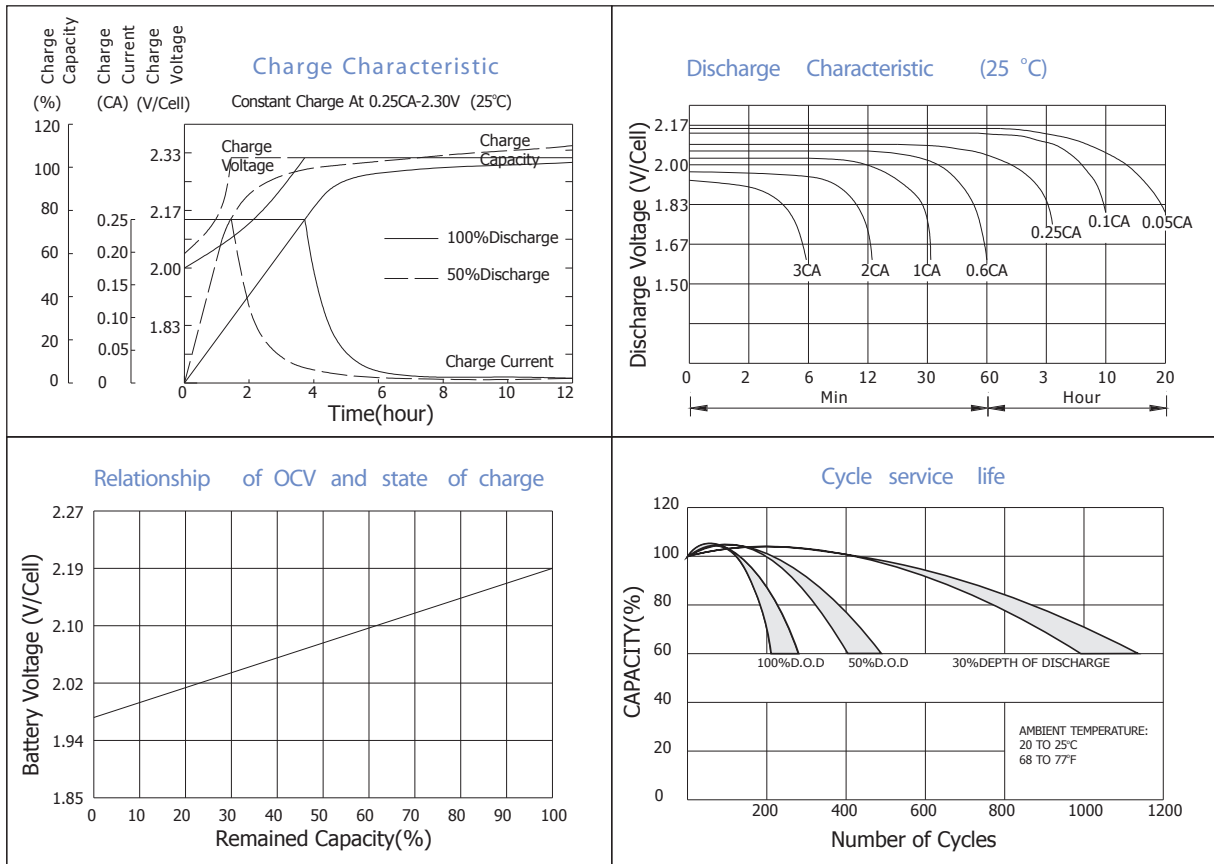 Charge Capacity
Charge Current
Charge Voltage
(%)
(CA)
(V/Cell)
Charge Characteristic
Constant Charge At 0.25CA-2.30V (25°C)
120
100
80
60
40
20
0
0.25
0.20
0.15
0.10
0.05
0
2.33
2.17
2.00
1.83
Charge Voltage
Charge Capacity
100%Discharge
50%Discharge
Charge Current
0 2 4 6 8 10 12
Time(hour)
Discharge Characteristic (25 °C)
Discharge Voltage (V/Cell)
2.17
2.00
1.83
1.67
1.50
3CA 2CA 1CA 0.6CA 0.25CA 0.1CA 0.05CA
0 2 6 12 30 60 3 10 20
Min Hour
Relationship of OCV and state of charge
Battery Voltage (V/Cell)
2.27
2.19
2.10
2.02
1.94
1.85
0 10 20 30 40 50 60 70 80 90 100
Remained Capacity(%)
Cycle service life
CAPACITY(%)
120
100
80
60
40
20
0
100%D.O.D 50%D.O.D 30%DEPTH OF DISCHARGE
AMBIENT TEMPERATURE:
20 TO 25°C
68 TO 77°F
200 400 600 800 1000 1200
Number of Cycles